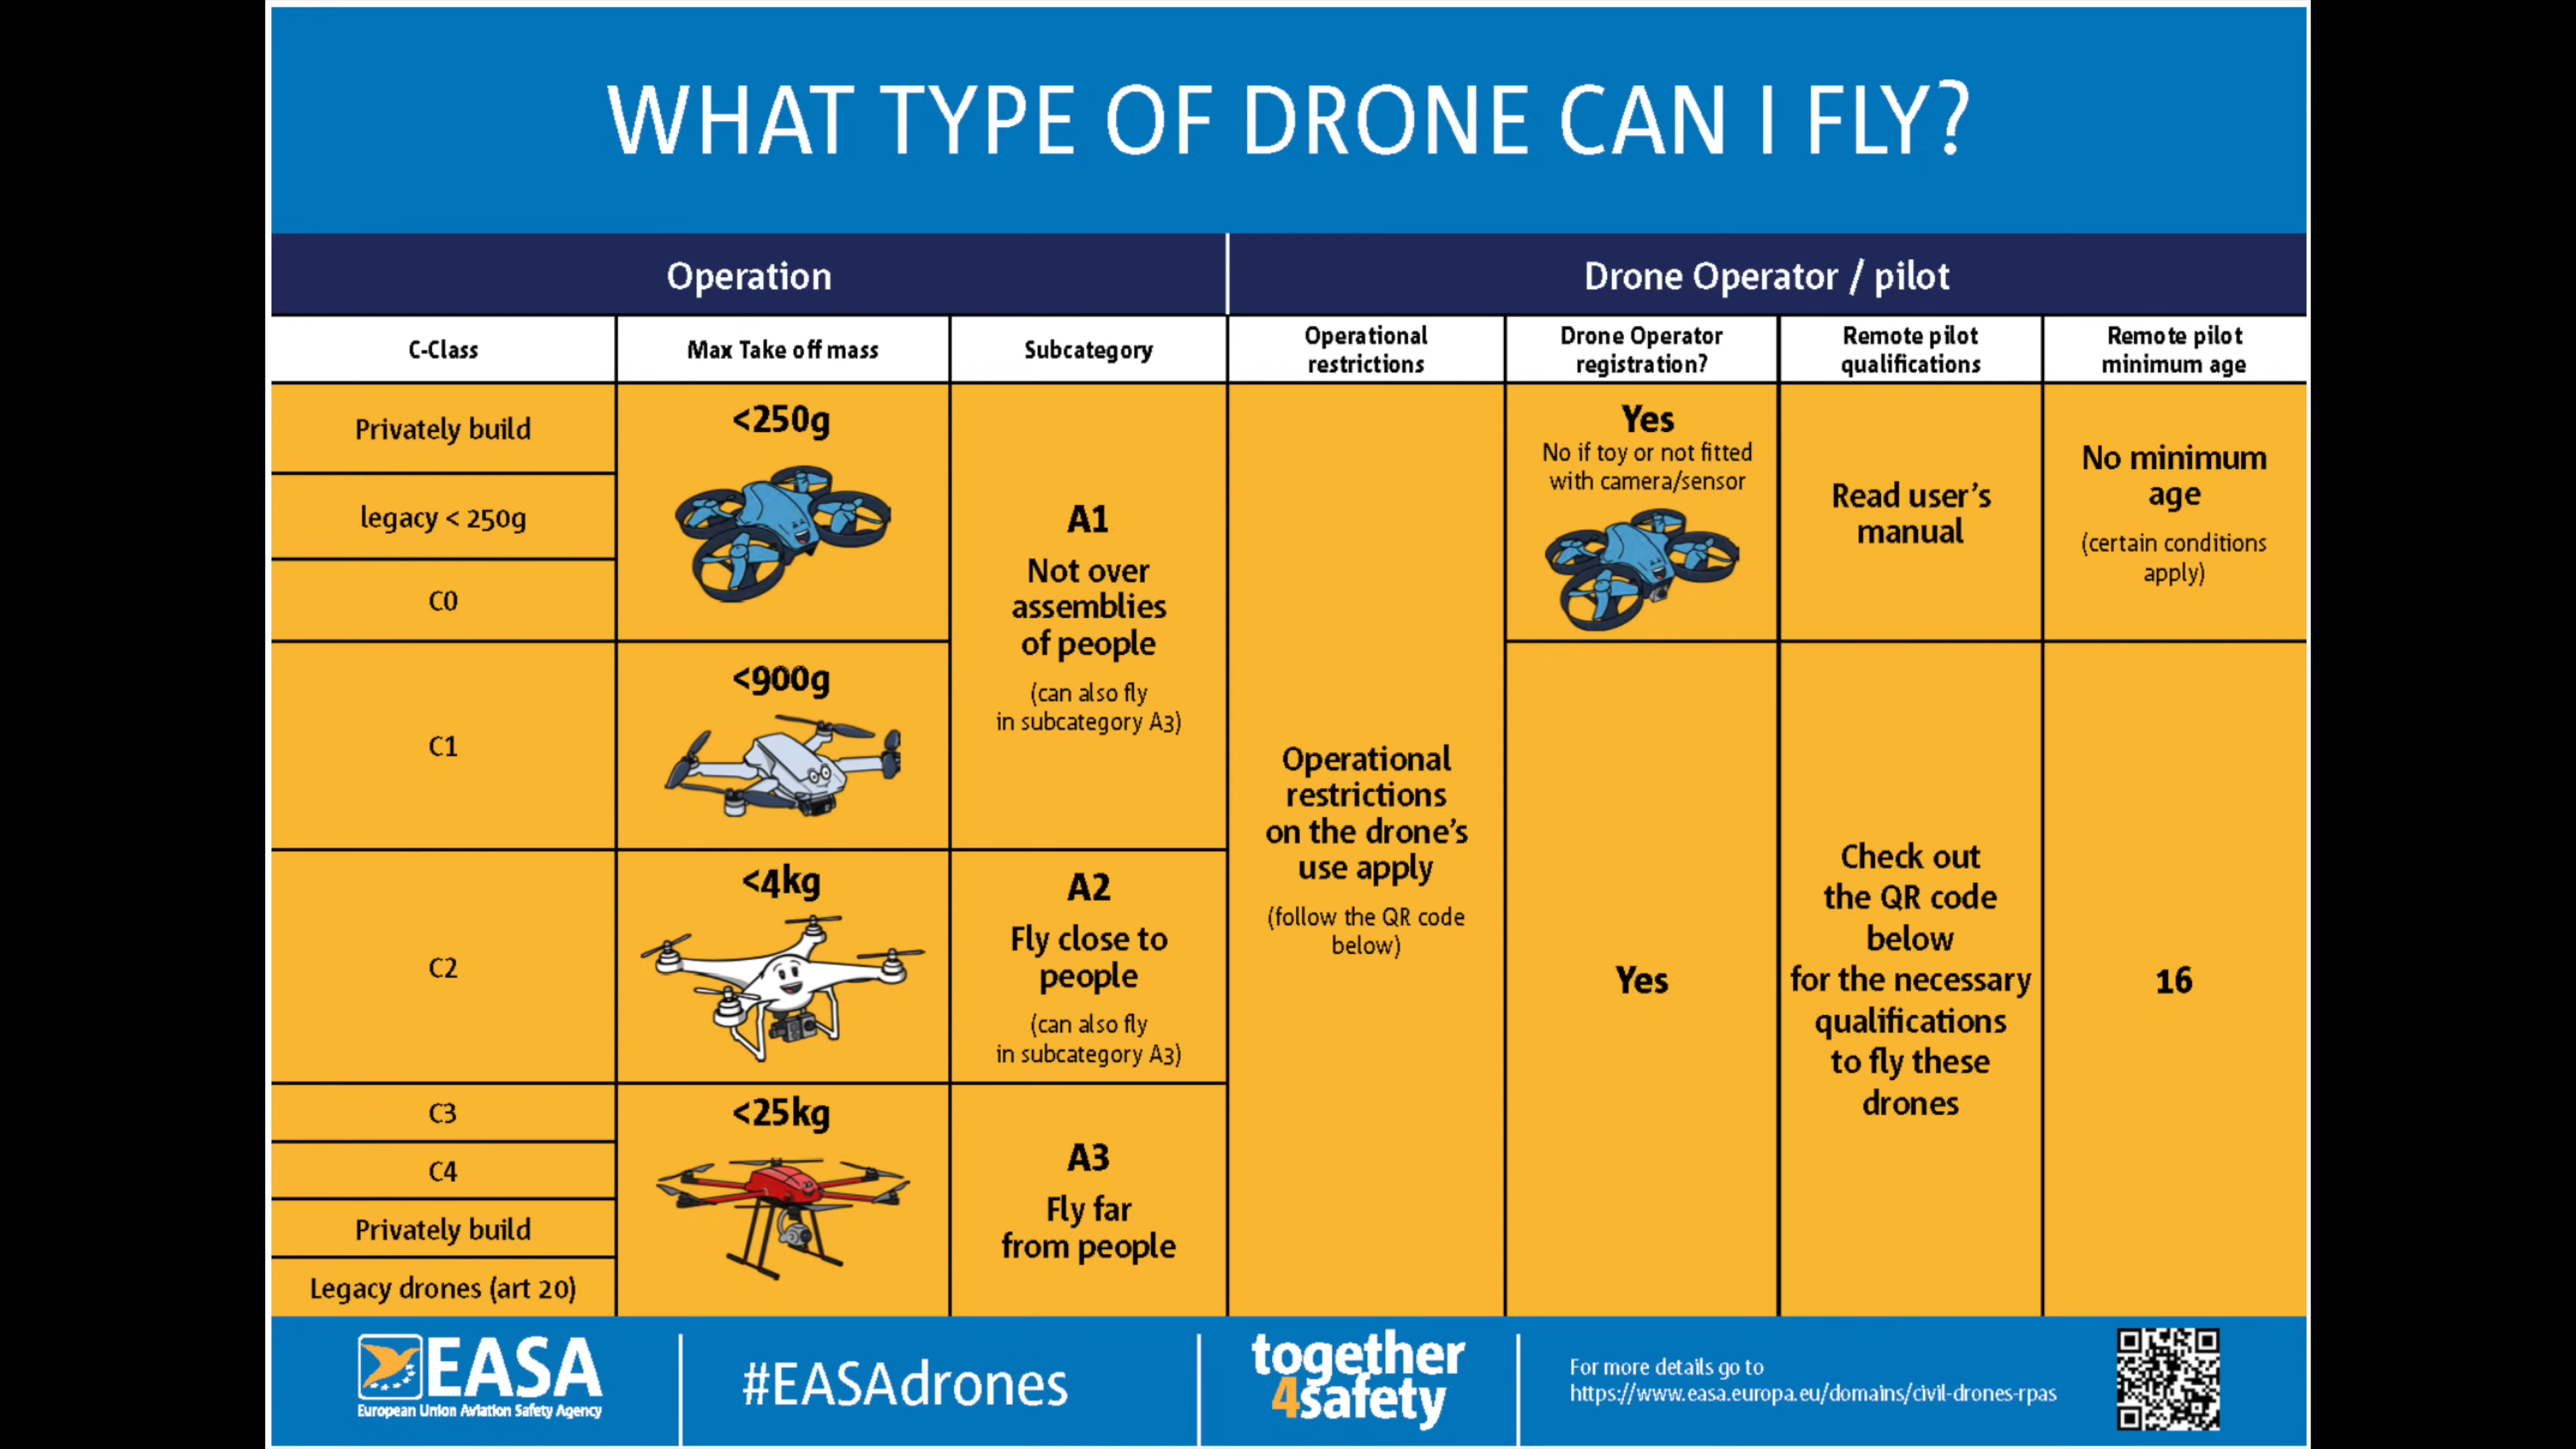 WHAT TYPE OF DRONE CAN I FLY?
Operation
Drone Operator / pilot
C-Class
Max Take off mass
Subcategory
Operational
restrictions
Drone Operator
registration?
Remote pilot
qualifications
Remote pilot
minimum age
Privately build
legacy < 250g
C0
<250g
C1
<900g
A1
Not over
assemblies
of people
(can also fly
in subcategory A3)
C2
<4kg
A2
Fly close to
people
(can also fly
in subcategory A3)
C3
C4
Privately build
Legacy drones (art 20)
<25kg
A3
Fly far
from people
Operational
restrictions
on the drone's
use apply
(follow the QR code
below)
Yes
No if toy or not fitted
with camera/sensor
Read user's
manual
No minimum
age
(certain conditions
apply)
Yes
Check out
the QR code
below
for the necessary
qualifications
to fly these
drones
16
EASA
European Union Aviation Safety Agency
#EASAdrones
together
4safety
For more details go to
https://www.easa.europa.eu/domains/civil-drones-rpas